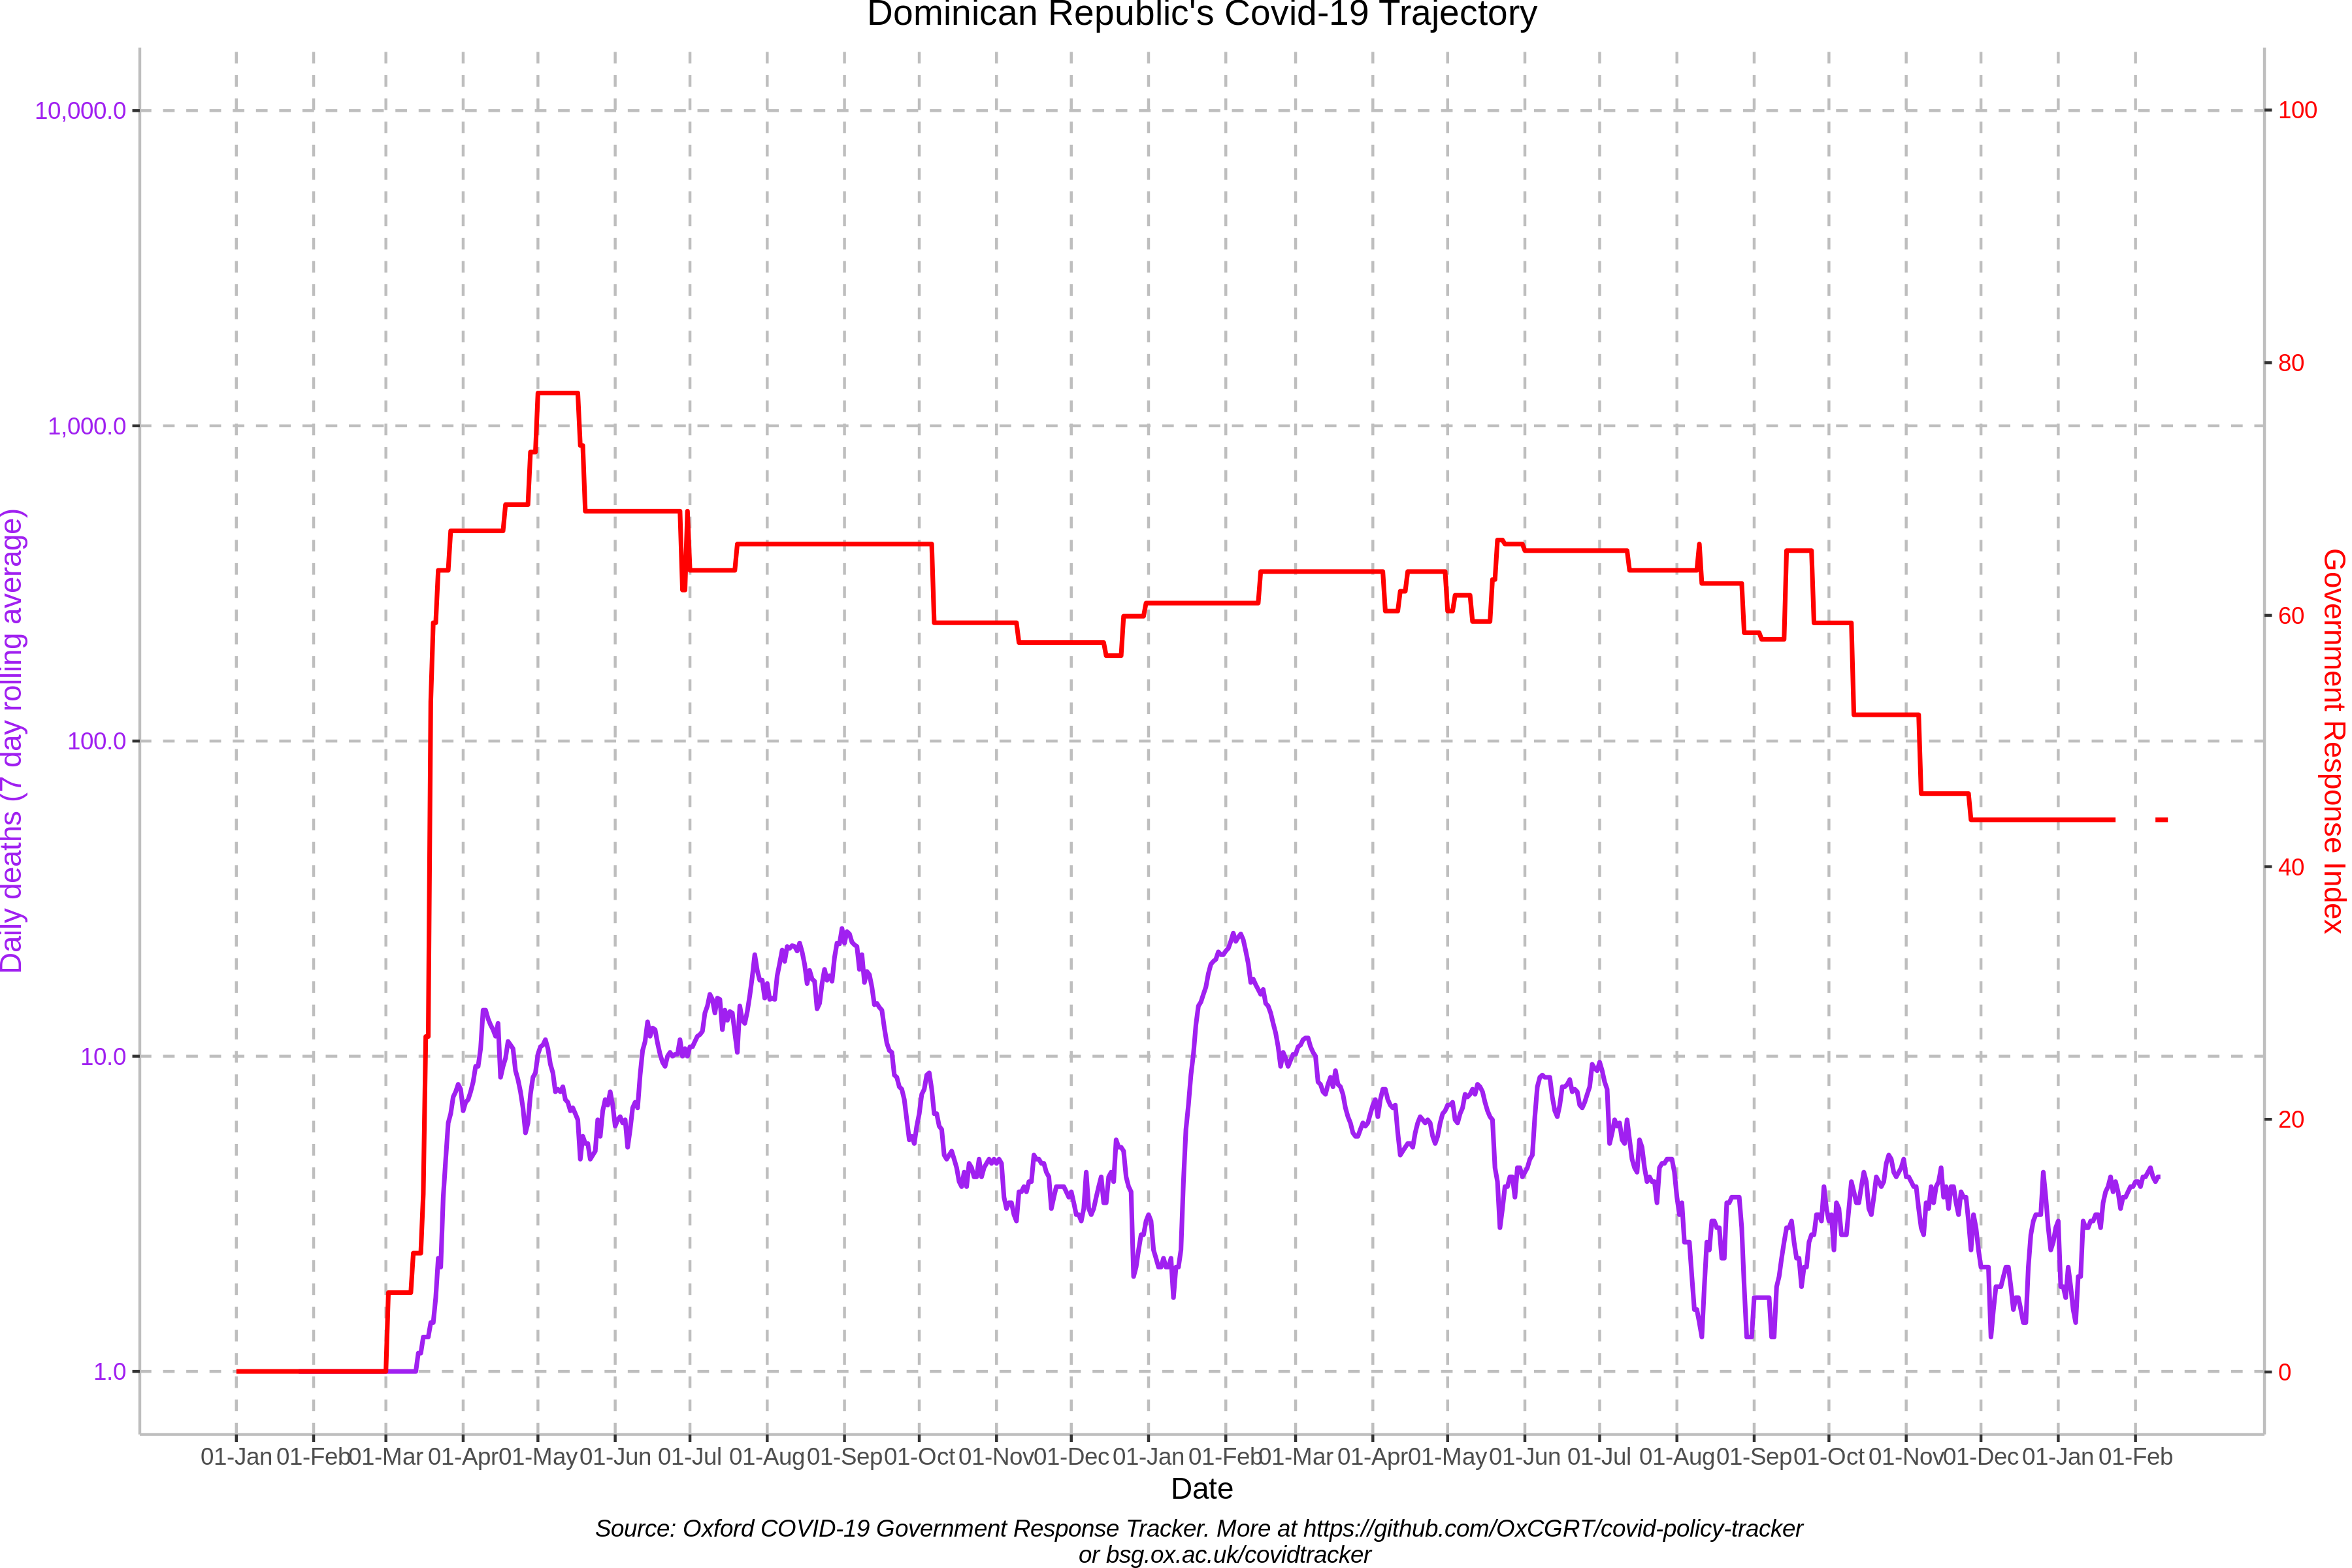 Dominican Republic's Covid-19 Trajectory
10,000.0
1,000.0
100.0
10.0
1.0
Daily deaths (7 day rolling average)
100
80
60
40
20
0
Government Response Index
01-Jan 01-Feb 01-Mar 01-Apr 01-May 01-Jun 01-Jul 01-Aug 01-Sep 01-Oct 01-Nov 01-Dec 01-Jan 01-Feb 01-Mar 01-Apr 01-May 01-Jun 01-Jul 01-Aug 01-Sep 01-Oct 01-Nov 01-Dec 01-Jan 01-Feb
Date
Source: Oxford COVID-19 Government Response Tracker. More at https://github.com/OxCGRT/covid-policy-tracker
or bsg.ox.ac.uk/covidtracker